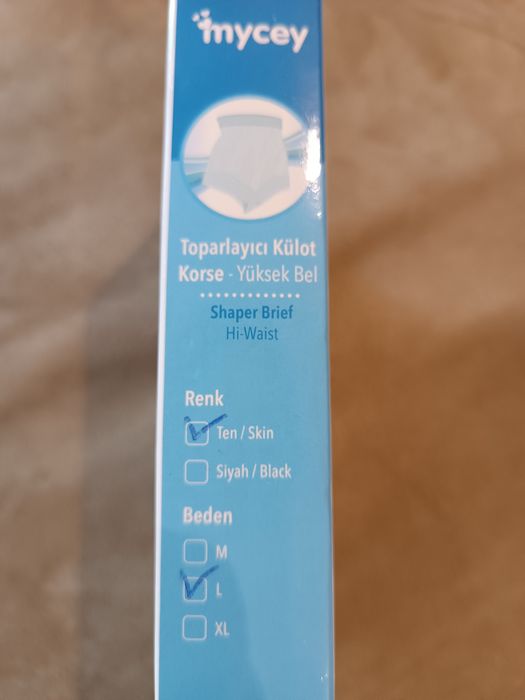 mycey
Toparlayıcı Külot
Korse - Yüksek Bel
Shaper Brief
Hi-Waist
Renk
Ten / Skin
Siyah / Black
Beden
M
L
XL